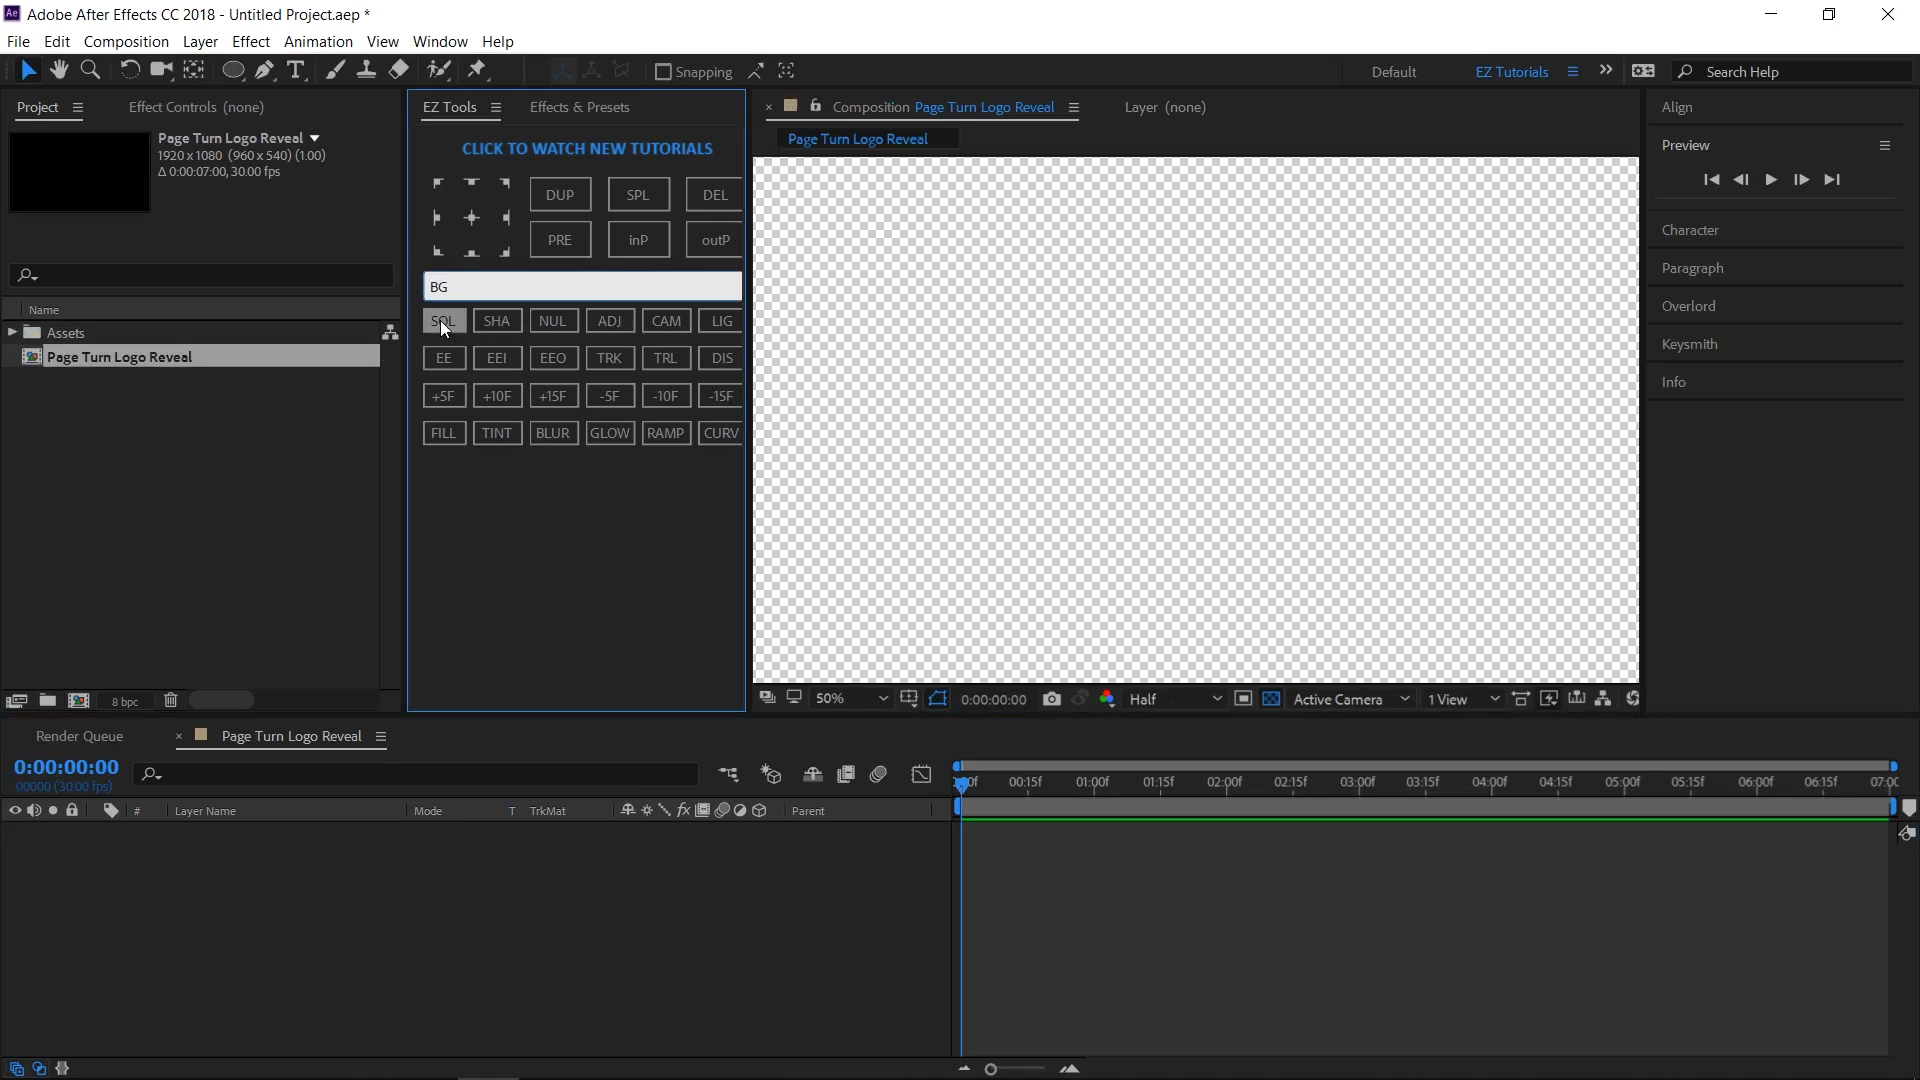 Ae Adobe After Effects CC 2018 - Untitled Project.aep *
File Edit Composition Layer Effect Animation View Window Help
T Snapping Default EZ Tutorials Search Help
Project Effect Controls (none)
Page Turn Logo Reveal
1920 x 1080 (960 x 540) (1.00)
Δ 0:00:07:00, 30.00 fps
Name
Assets
Page Turn Logo Reveal
8 bpc
EZ Tools Effects & Presets
CLICK TO WATCH NEW TUTORIALS
DUP SPL DEL
PRE inP outP
BG
SOL SHA NUL ADJ CAM LIG
EE EEI EEO TRK TRL DIS
+5F +10F +15F -5F -10F -15F
FILL TINT BLUR GLOW RAMP CURV
Composition Page Turn Logo Reveal Layer (none)
Page Turn Logo Reveal
50% 0:00:00:00 Half Active Camera 1 View
Align
Preview
Character
Paragraph
Overlord
Keysmith
Info
Render Queue Page Turn Logo Reveal
0:00:00:00
00000 (30.00 fps)
# Layer Name Mode T TrkMat fx Parent
00f 00:15f 01:00f 01:15f 02:00f 02:15f 03:00f 03:15f 04:00f 04:15f 05:00f 05:15f 06:00f 06:15f 07:00